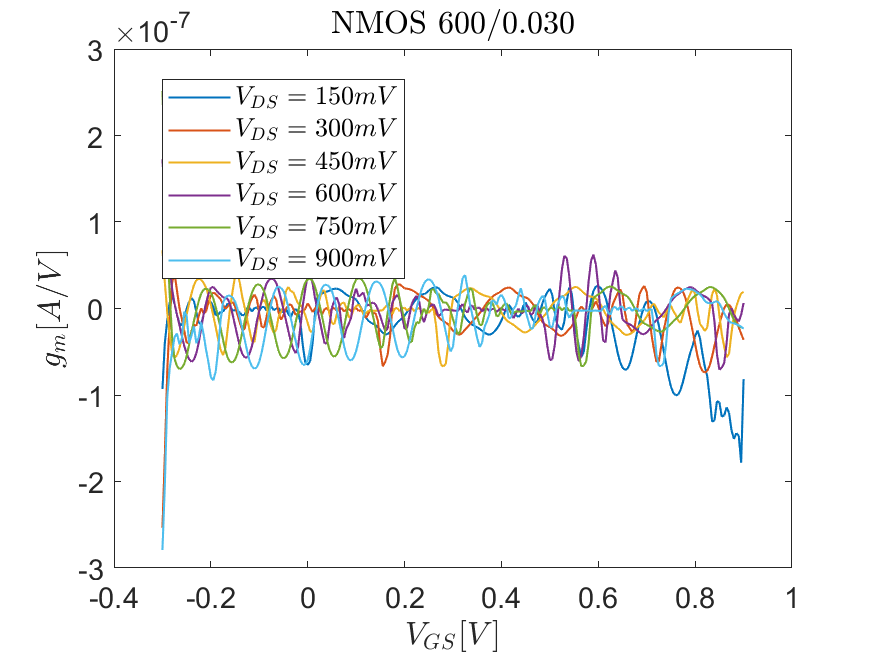 NMOS 600/0.030
×10^-7
3
2
1
0
-1
-2
-3
g_m[A/V]
V_DS = 150mV
V_DS = 300mV
V_DS = 450mV
V_DS = 600mV
V_DS = 750mV
V_DS = 900mV
-0.4 -0.2 0 0.2 0.4 0.6 0.8 1
V_GS[V]